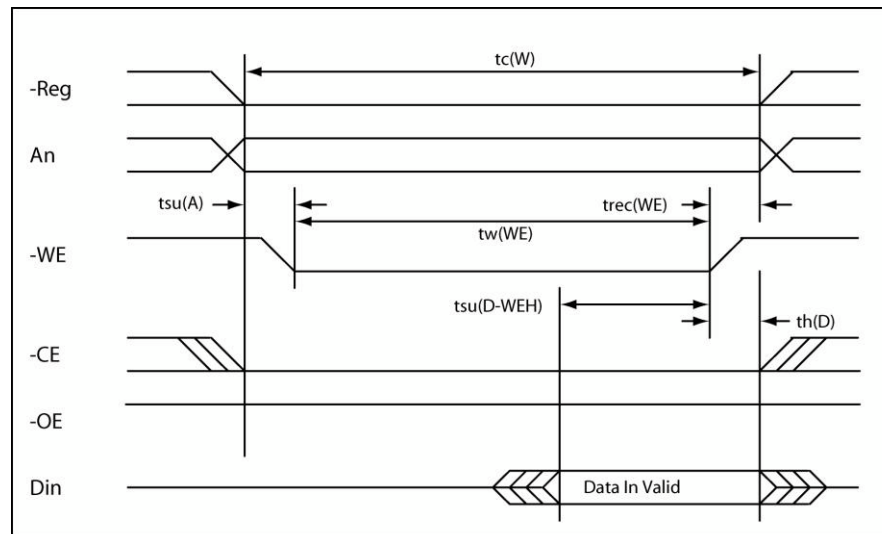 tc(W)
-Reg
An
tsu(A)
trec(WE)
tw(WE)
-WE
tsu(D-WEH)
th(D)
-CE
-OE
Din
Data In Valid